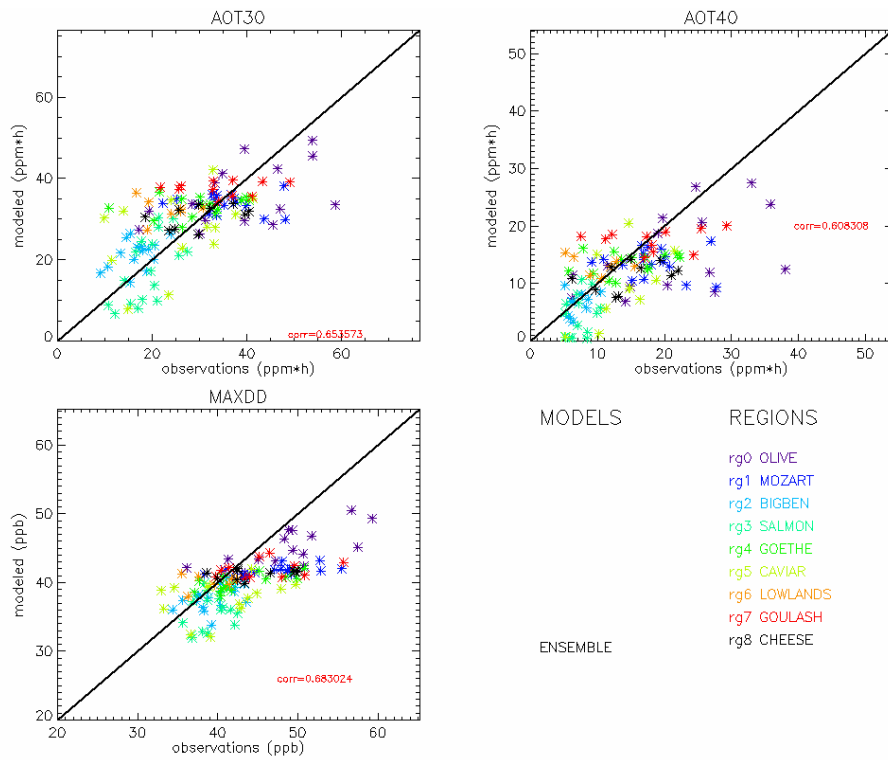 AOT30
modeled (ppm*h)
60
40
20
0
corr=0.653573
0
20
40
60
observations (ppm*h)
AOT40
modeled (ppm*h)
50
40
30
20
10
0
corr=0.608308
0
10
20
30
40
50
observations (ppm*h)
MAXDD
modeled (ppb)
60
50
40
30
20
corr=0.683024
20
30
40
50
60
observations (ppb)
MODELS
ENSEMBLE
REGIONS
rg0 OLIVE
rg1 MOZART
rg2 BIGBEN
rg3 SALMON
rg4 GOETHE
rg5 CAVIAR
rg6 LOWLANDS
rg7 GOULASH
rg8 CHEESE